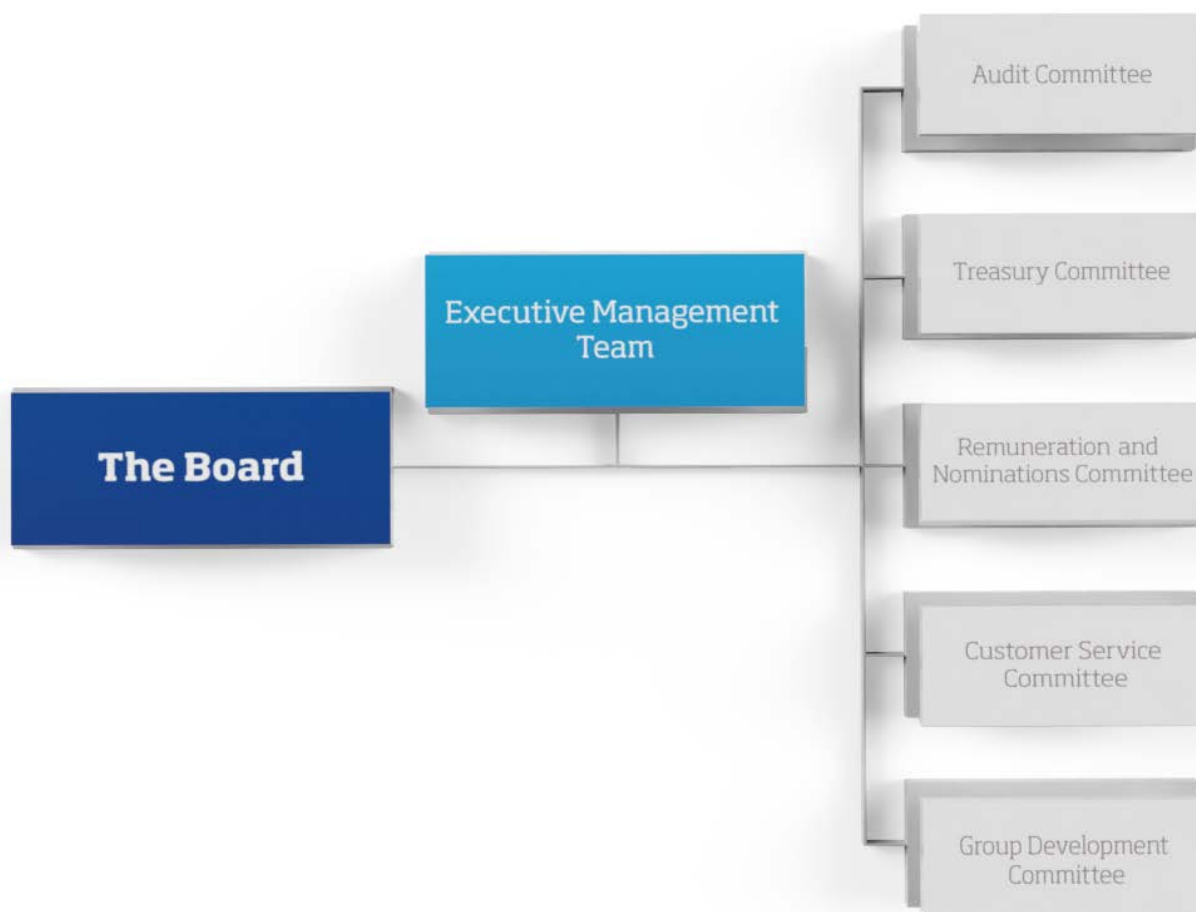 The Board
Executive Management
Team
Audit Committee
Treasury Committee
Remuneration and
Nominations Committee
Customer Service
Committee
Group Development
Committee